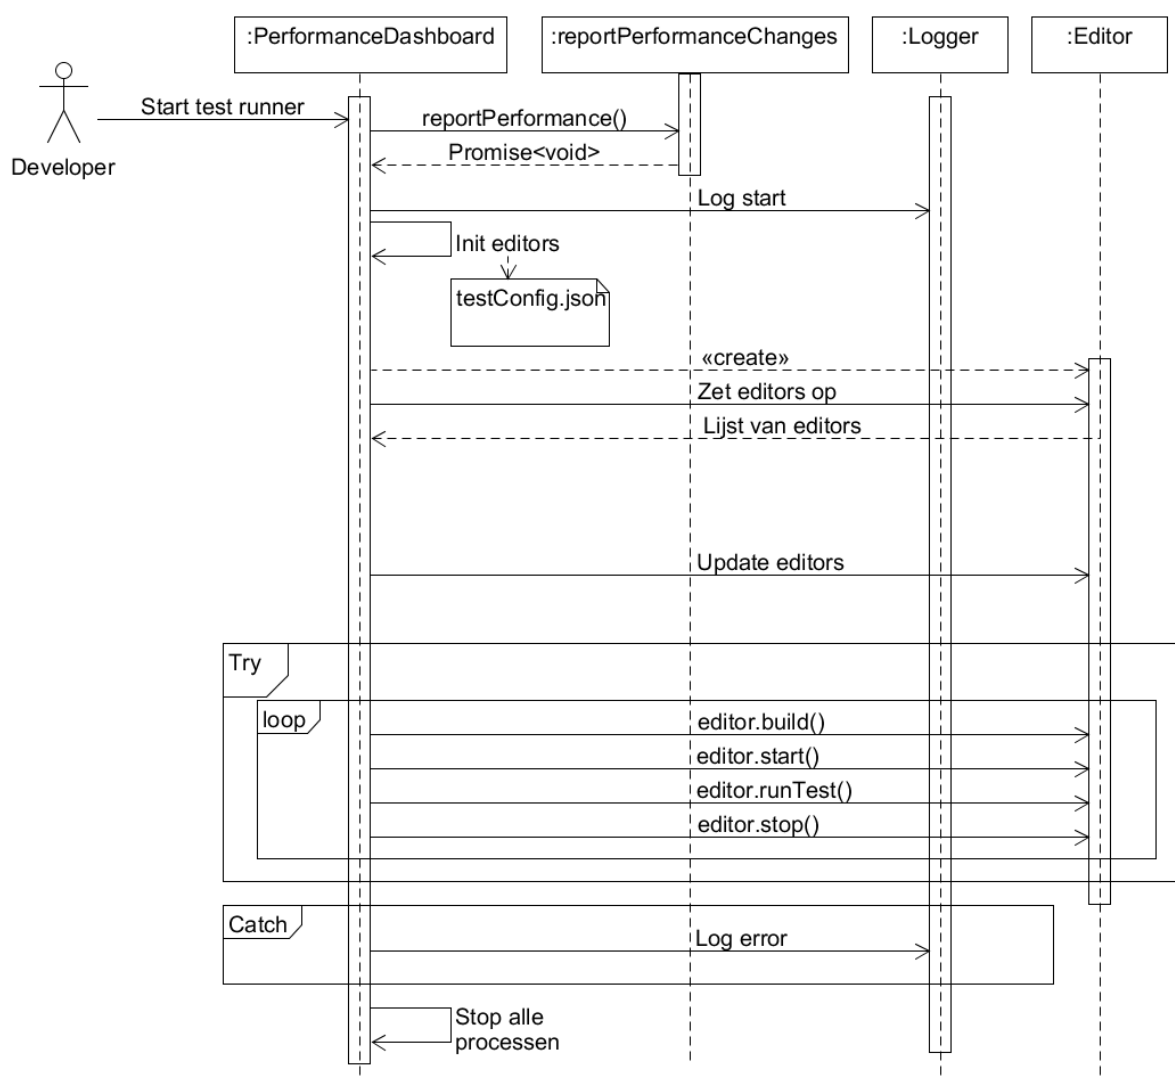 :PerformanceDashboard
:reportPerformanceChanges
:Logger
:Editor
Developer
Start test runner
reportPerformance()
Promise<void>
Log start
Init editors
testConfig.json
«create»
Zet editors op
Lijst van editors
Update editors
Try
loop
editor.build()
editor.start()
editor.runTest()
editor.stop()
Catch
Log error
Stop alle
processen